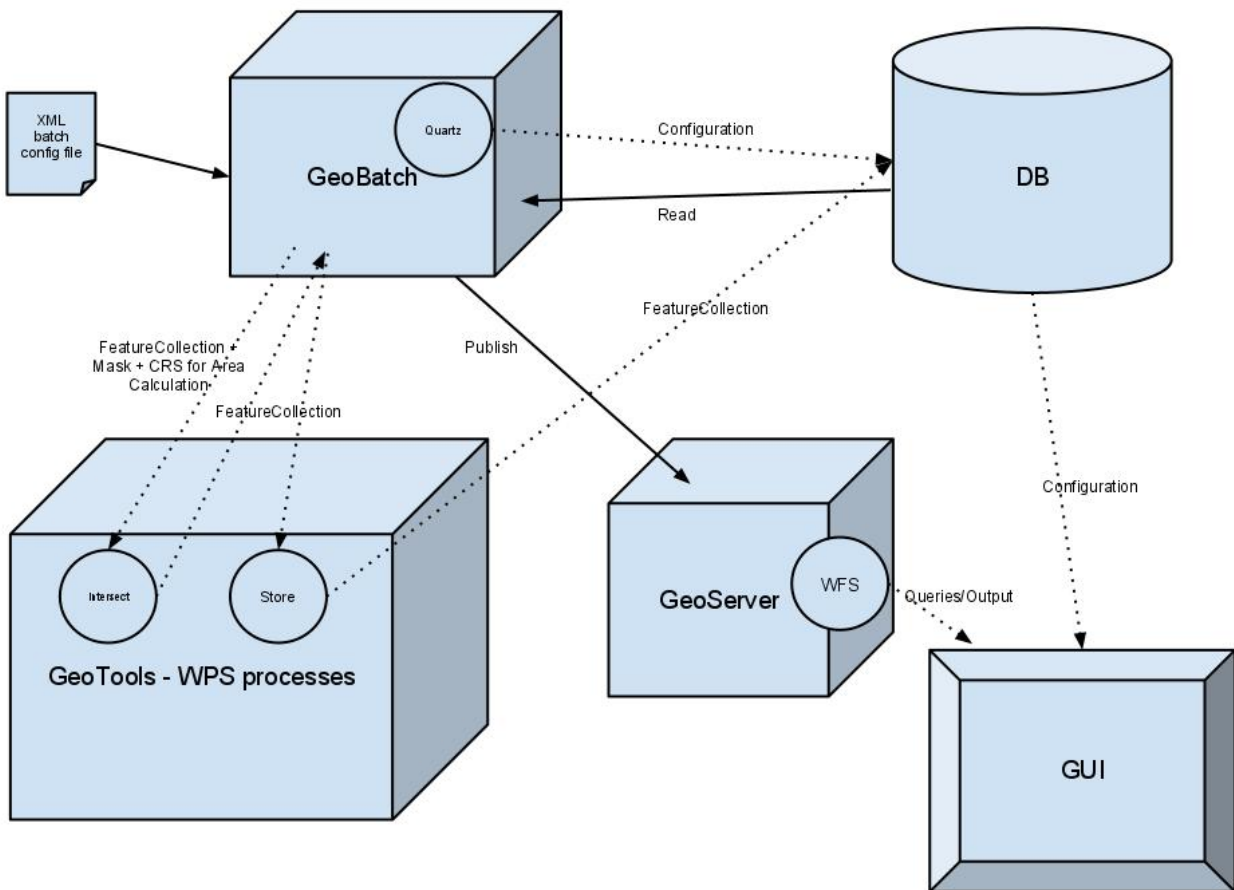 XML
batch
config file
Quartz
GeoBatch
Configuration
Read
DB
FeatureCollection
FeatureCollection +
Mask + CRS for Area
Calculation
Publish
FeatureCollection
Configuration
Intersect
Store
GeoTools - WPS processes
GeoServer
WFS
Queries/Output
GUI